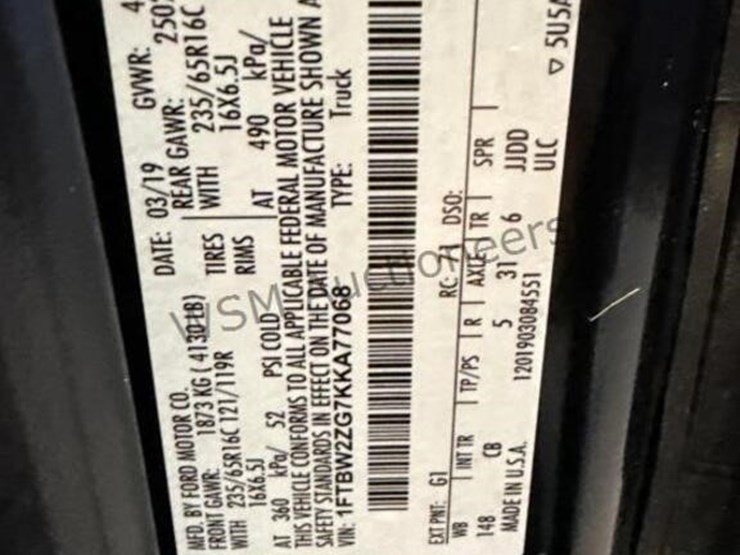 MFD. BY FORD MOTOR CO.
DATE: 03/19 GVWR: 4
FRONT GAWR: 1873 KG ( 4130 LB) REAR GAWR: 250
WITH 235/65R16C 121/119R TIRES WITH 235/65R16C
16X6.5J RIMS 16X6.5J
AT 360 kPa/ 52 PSI COLD AT 490 kPa/
THIS VEHICLE CONFORMS TO ALL APPLICABLE FEDERAL MOTOR VEHICLE
SAFETY STANDARDS IN EFFECT ON THE DATE OF MANUFACTURE SHOWN A
VIN: 1FTBW2ZG7KKA77068 TYPE: Truck
VSM Auctioneers
EXT PNT: G1 RC: 71 DSO:
WB INT TR TP/PS R AXLE TR SPR
148 CB 5 31 6 JJDD
MADE IN U.S.A. 1201903084551 ULC
▽ 5U5A